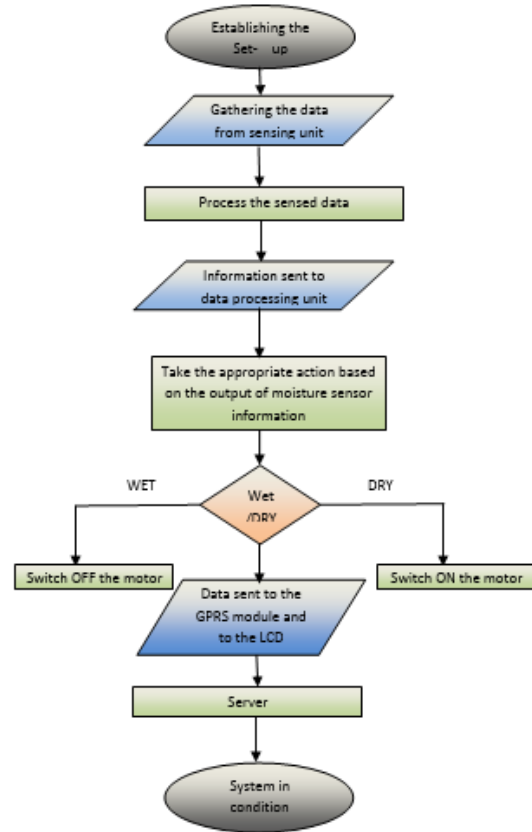 Establishing the
Set- up
Gathering the data
from sensing unit
Process the sensed data
Information sent to
data processing unit
Take the appropriate action based
on the output of moisture sensor
information
WET
Wet
/DRY
DRY
Switch OFF the motor
Switch ON the motor
Data sent to the
GPRS module and
to the LCD
Server
System in
condition